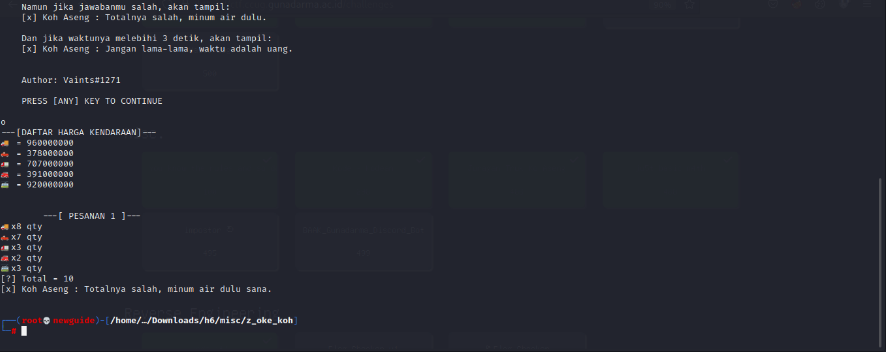 Namun jika jawabanmu salah, akan tampil:
[x] Koh Aseng : Totalnya salah, minum air dulu.
Dan jika waktunya melebihi 3 detik, akan tampil:
[x] Koh Aseng : Jangan lama-lama, waktu adalah uang.
Author: Vaints#1271
PRESS [ANY] KEY TO CONTINUE
o
---[DAFTAR HARGA KENDARAAN]---
🚚 = 960000000
🚜 = 378000000
🚛 = 707000000
🚒 = 391000000
🚎 = 920000000
---[ PESANAN 1 ]---
🚚x8 qty
🚜x7 qty
🚛x3 qty
🚒x2 qty
🚎x3 qty
[?] Total = 10
[x] Koh Aseng : Totalnya salah, minum air dulu sana.
┌──(root💀newguide)-[/home/…/Downloads/h6/misc/z_oke_koh]
└─#